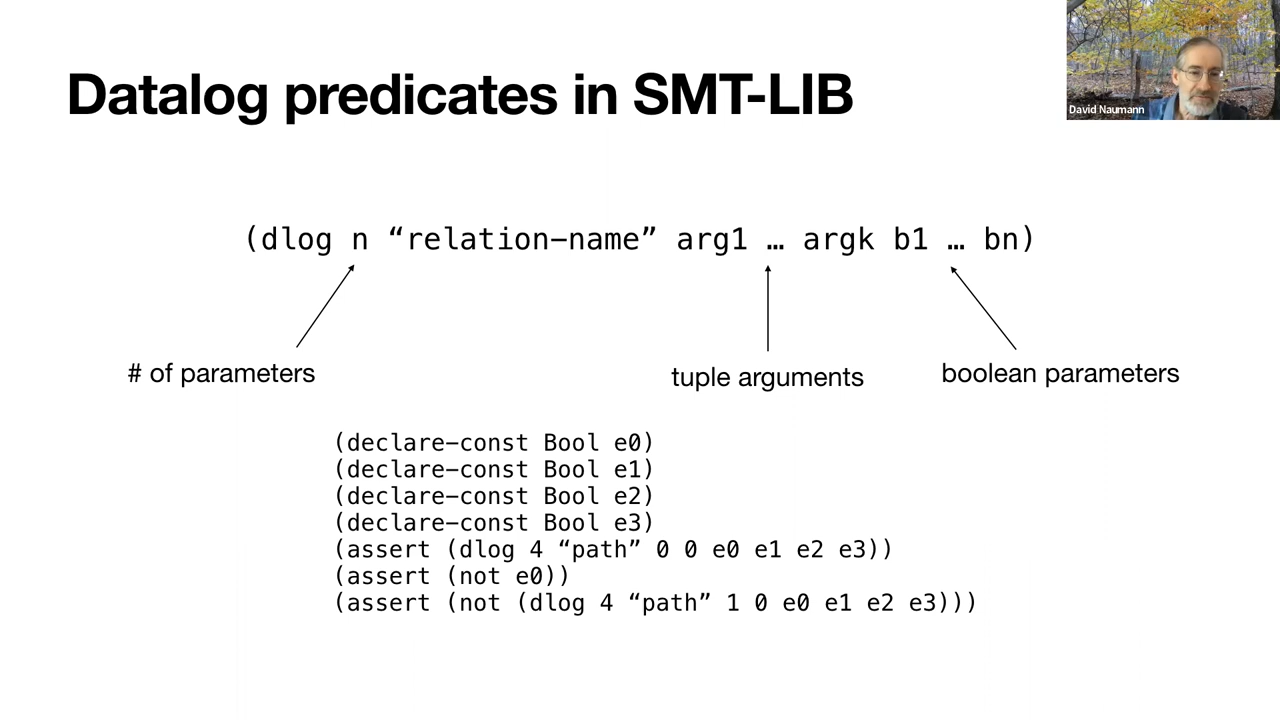 Datalog predicates in SMT-LIB
David Naumann
(dlog n “relation-name” arg1 … argk b1 … bn)
# of parameters
tuple arguments
boolean parameters
(declare-const Bool e0)
(declare-const Bool e1)
(declare-const Bool e2)
(declare-const Bool e3)
(assert (dlog 4 “path” 0 0 e0 e1 e2 e3))
(assert (not e0))
(assert (not (dlog 4 “path” 1 0 e0 e1 e2 e3)))